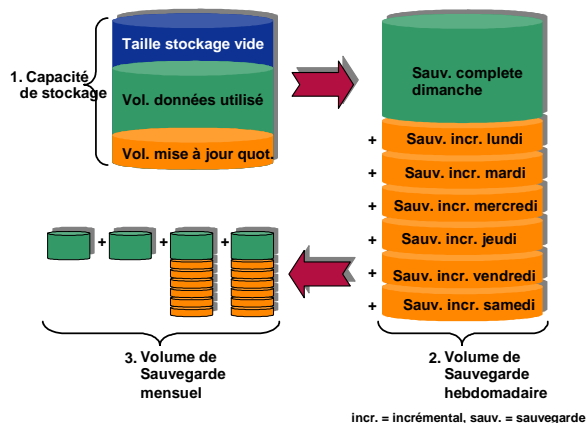 1. Capacité
de stockage
Taille stockage vide
Vol. données utilisé
Vol. mise à jour quot.
Sauv. complete
dimanche
+ Sauv. incr. lundi
+ Sauv. incr. mardi
+ Sauv. incr. mercredi
+ Sauv. incr. jeudi
+ Sauv. incr. vendredi
+ Sauv. incr. samedi
+ + +
3. Volume de
Sauvegarde
mensuel
2. Volume de
Sauvegarde
hebdomadaire
incr. = incrémental, sauv. = sauvegarde